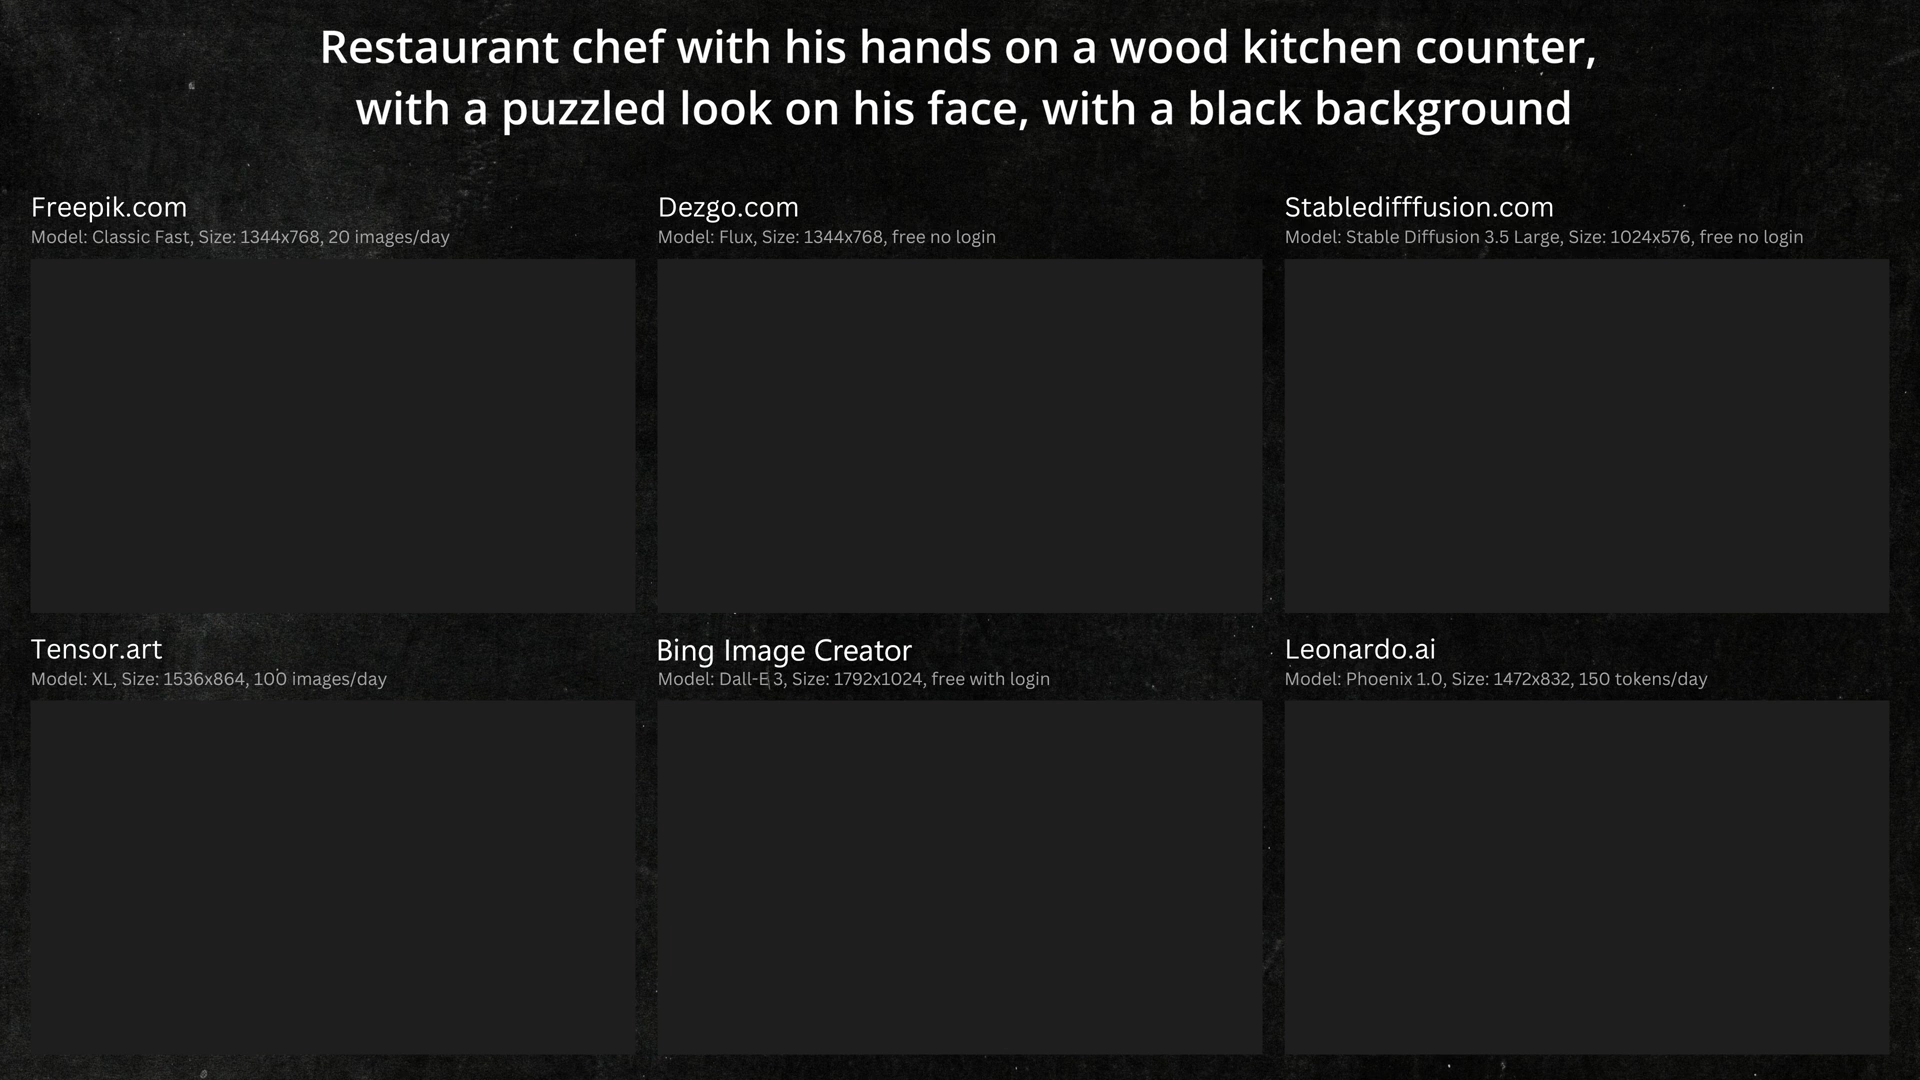 Restaurant chef with his hands on a wood kitchen counter,
with a puzzled look on his face, with a black background
Freepik.com
Model: Classic Fast, Size: 1344x768, 20 images/day
Dezgo.com
Model: Flux, Size: 1344x768, free no login
Stabledifffusion.com
Model: Stable Diffusion 3.5 Large, Size: 1024x576, free no login
Tensor.art
Model: XL, Size: 1536x864, 100 images/day
Bing Image Creator
Model: Dall-E 3, Size: 1792x1024, free with login
Leonardo.ai
Model: Phoenix 1.0, Size: 1472x832, 150 tokens/day